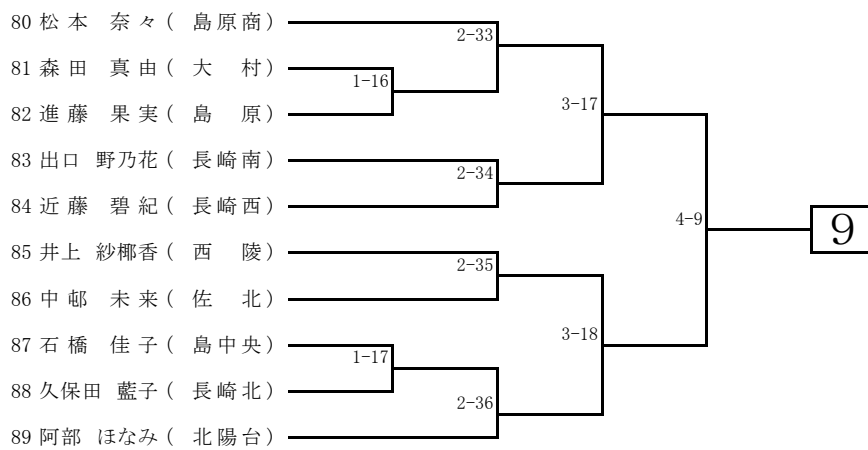 80 松本 奈々 ( 島原商 )
2-33
81 森田 真由 ( 大 村 )
1-16
82 進藤 果実 ( 島 原 )
3-17
83 出口 野乃花 ( 長崎南 )
2-34
84 近藤 碧紀 ( 長崎西 )
4-9
9
85 井上 紗椰香 ( 西 陵 )
2-35
86 中邨 未来 ( 佐 北 )
3-18
87 石橋 佳子 ( 島中央 )
1-17
88 久保田 藍子 ( 長崎北 )
2-36
89 阿部 ほなみ ( 北陽台 )